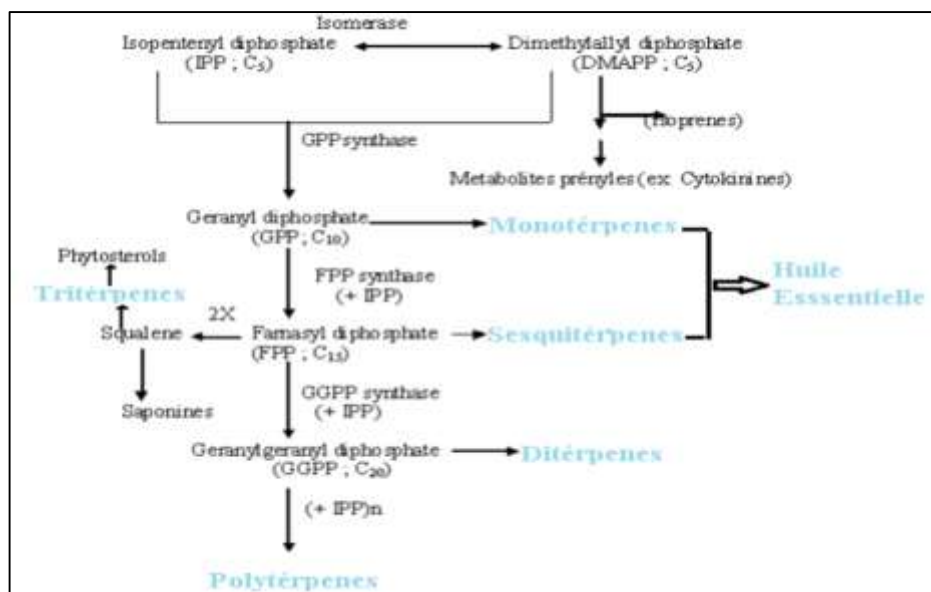 Isomerase
Isopentenyl diphosphate
(IPP ; C₅)
Dimethylallyl diphosphate
(DMAPP ; C₅)
(Isoprenes)
GPP synthase
Metabolites prényles (ex: Cytokinines)
Geranyl diphosphate
(GPP ; C₁₀)
Monotérpenes
Phytosterols
FPP synthase
(+ IPP)
Huile
Esssentielle
Tritérpenes
2X
Squalene
Farnasyl diphosphate
(FPP ; C₁₅)
Sesquitérpenes
GGPP synthase
(+ IPP)
Saponines
Geranylgeranyl diphosphate
(GGPP ; C₂₀)
Ditérpenes
(+ IPP)n
Polytérpenes